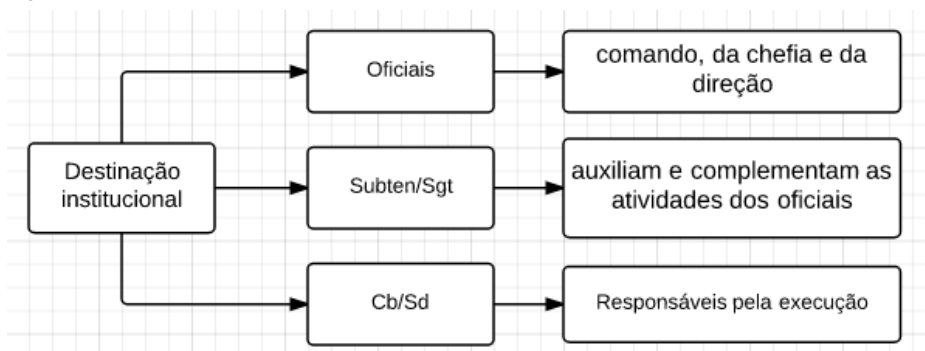 Oficiais
comando, da chefia e da
direção
Destinação
institucional
Subten/Sgt
auxiliam e complementam as
atividades dos oficiais
Cb/Sd
Responsáveis pela execução